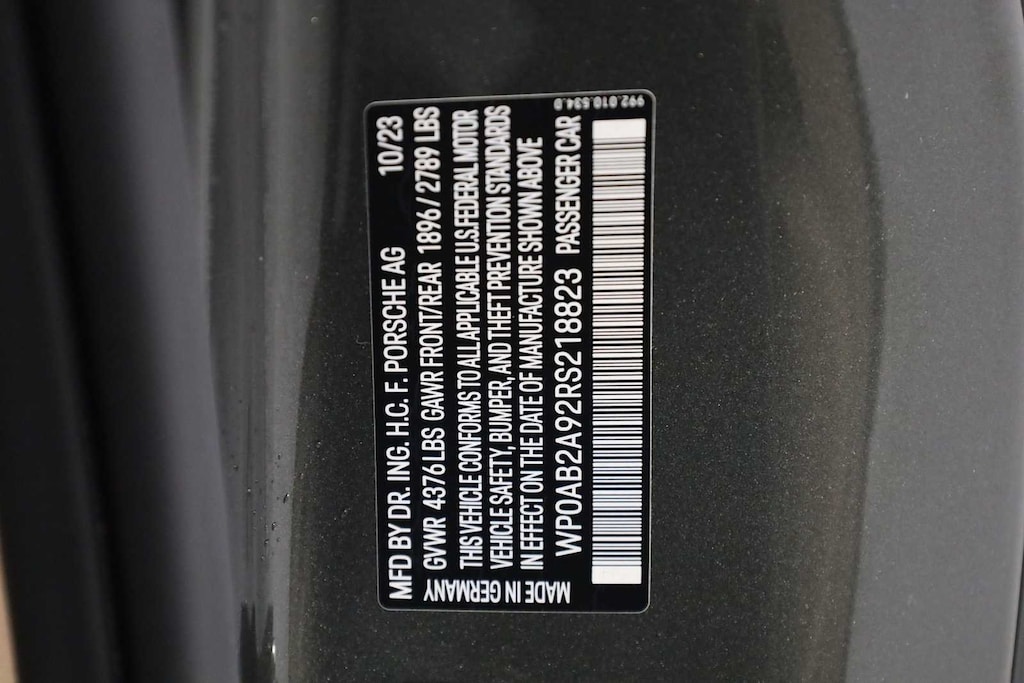 MFD BY DR. ING. H.C. F. PORSCHE AG 10/23
GVWR 4376 LBS GAWR FRONT/REAR 1896 / 2789 LBS
THIS VEHICLE CONFORMS TO ALL APPLICABLE U.S.FEDERAL MOTOR
VEHICLE SAFETY, BUMPER, AND THEFT PREVENTION STANDARDS
IN EFFECT ON THE DATE OF MANUFACTURE SHOWN ABOVE
WP0AB2A92RS218823 PASSENGER CAR
MADE IN GERMANY
992.010.534.D